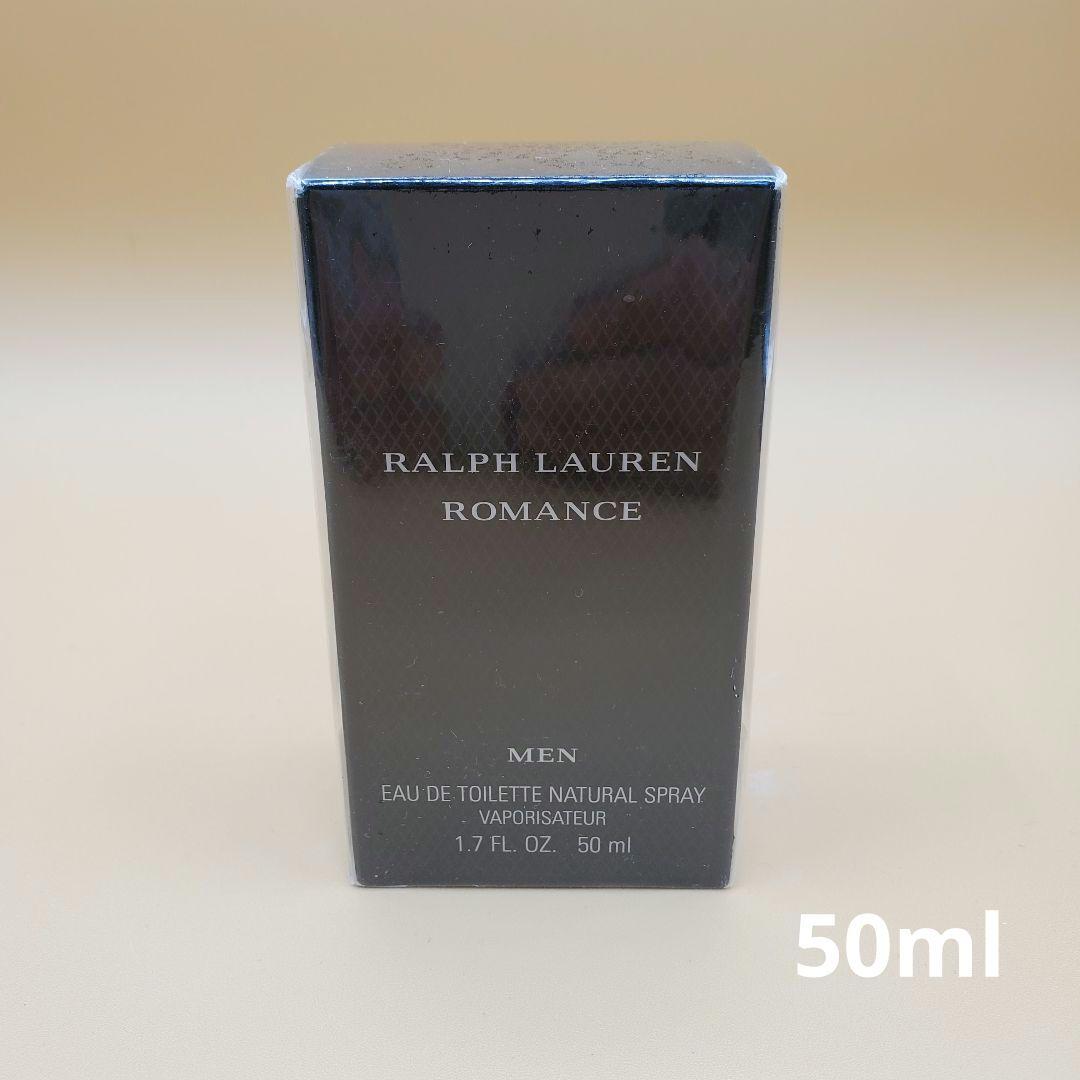 RALPH LAUREN
ROMANCE
MEN
EAU DE TOILETTE NATURAL SPRAY
VAPORISATEUR
1.7 FL. OZ. 50 ml
50ml